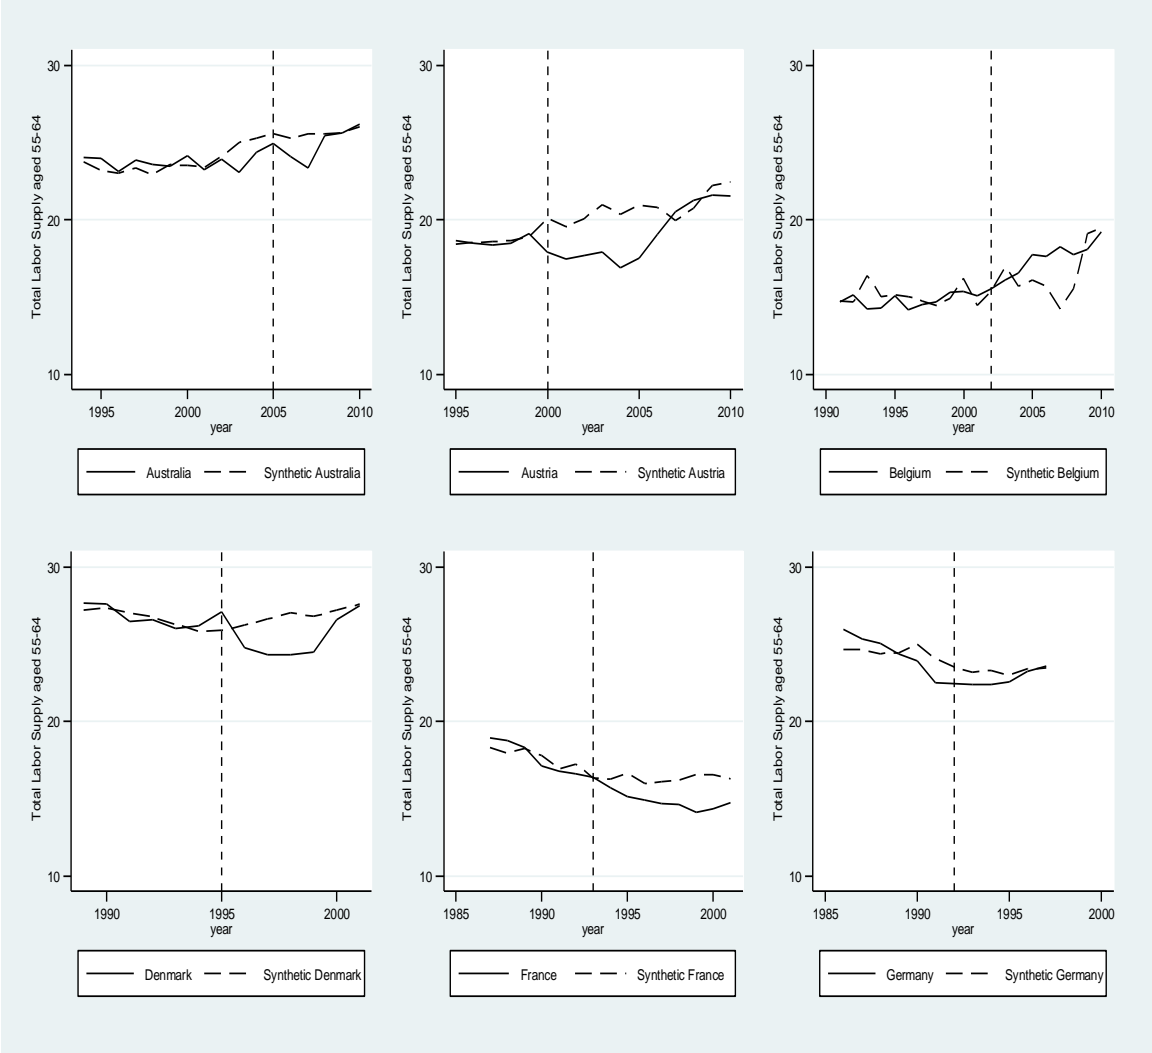 Total Labor Supply aged 55-64
30
20
10
1995 2000 2005 2010
year
Australia Synthetic Australia
Total Labor Supply aged 55-64
30
20
10
1995 2000 2005 2010
year
Austria Synthetic Austria
Total Labor Supply aged 55-64
30
20
10
1990 1995 2000 2005 2010
year
Belgium Synthetic Belgium
Total Labor Supply aged 55-64
30
20
10
1990 1995 2000
year
Denmark Synthetic Denmark
Total Labor Supply aged 55-64
30
20
10
1985 1990 1995 2000
year
France Synthetic France
Total Labor Supply aged 55-64
30
20
10
1985 1990 1995 2000
year
Germany Synthetic Germany